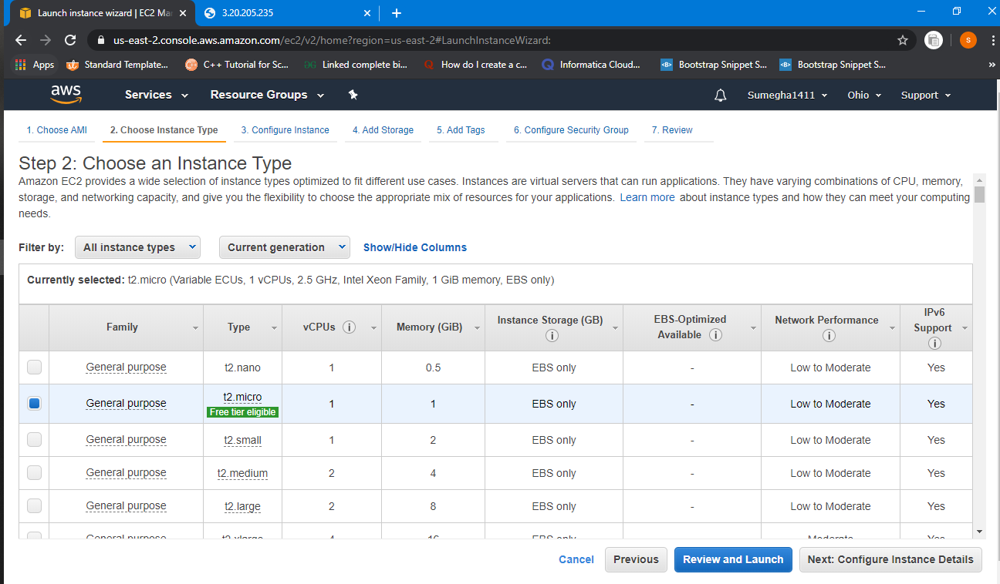 Launch instance wizard | EC2 Ma
3.20.205.235
us-east-2.console.aws.amazon.com/ec2/v2/home?region=us-east-2#LaunchInstanceWizard:
S
Apps
Standard Template...
C++ Tutorial for Sc...
Linked complete bi...
How do I create a c...
Informatica Cloud...
Bootstrap Snippet S...
Bootstrap Snippet S...
»
aws
Services
Resource Groups
Sumegha1411
Ohio
Support
1. Choose AMI
2. Choose Instance Type
3. Configure Instance
4. Add Storage
5. Add Tags
6. Configure Security Group
7. Review
Step 2: Choose an Instance Type
Amazon EC2 provides a wide selection of instance types optimized to fit different use cases. Instances are virtual servers that can run applications. They have varying combinations of CPU, memory,
storage, and networking capacity, and give you the flexibility to choose the appropriate mix of resources for your applications. Learn more about instance types and how they can meet your computing
needs.
Filter by: All instance types Current generation Show/Hide Columns
Currently selected: t2.micro (Variable ECUs, 1 vCPUs, 2.5 GHz, Intel Xeon Family, 1 GiB memory, EBS only)
Family
Type
vCPUs
Memory (GiB)
Instance Storage (GB)
EBS-Optimized
Available
Network Performance
IPv6
Support
General purpose t2.nano 1 0.5 EBS only - Low to Moderate Yes
General purpose t2.micro 1 1 EBS only - Low to Moderate Yes
Free tier eligible
General purpose t2.small 1 2 EBS only - Low to Moderate Yes
General purpose t2.medium 2 4 EBS only - Low to Moderate Yes
General purpose t2.large 2 8 EBS only - Low to Moderate Yes
General purpose t2.xlarge 4 16 EBS only Moderate Yes
Cancel
Previous
Review and Launch
Next: Configure Instance Details